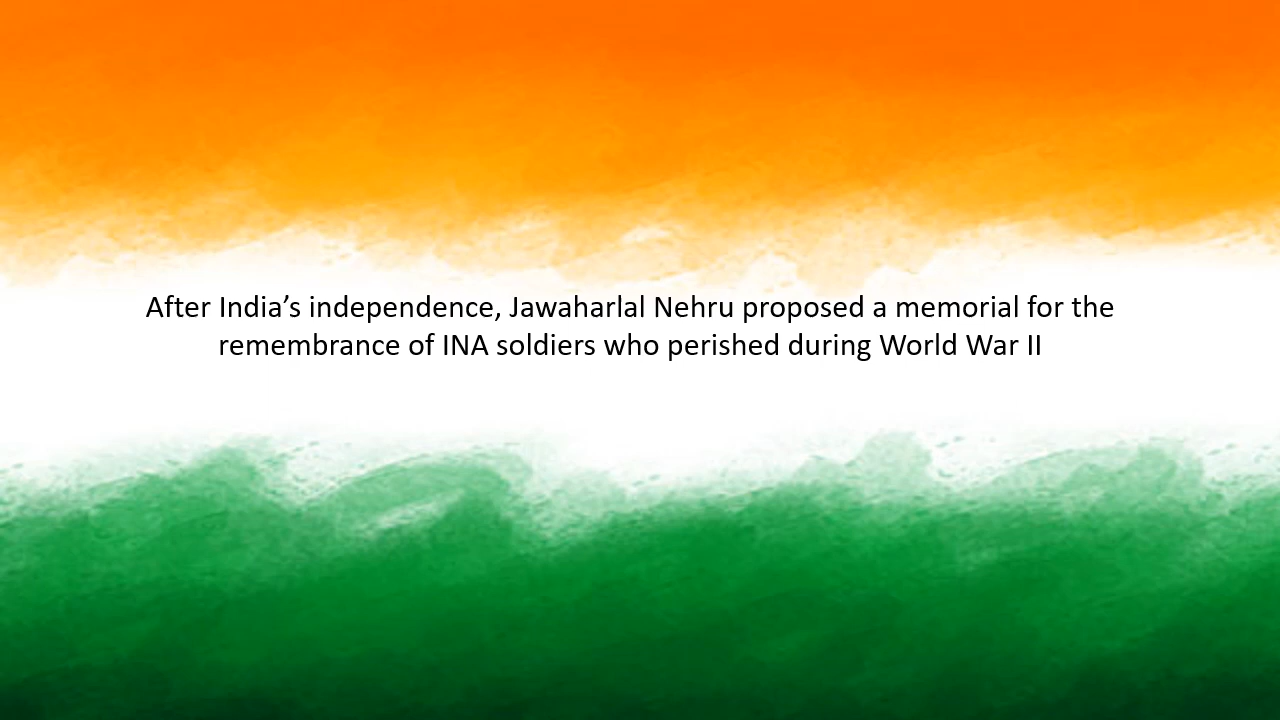 After India’s independence, Jawaharlal Nehru proposed a memorial for the
remembrance of INA soldiers who perished during World War II